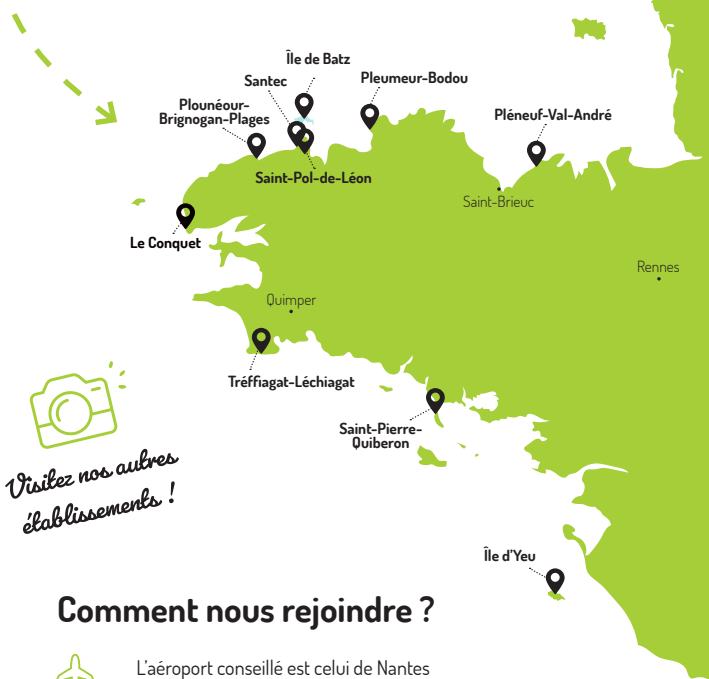 Île de Batz
Santec
Pleumeur-Bodou
Plounéour-
Brignogan-Plages
Pléneuf-Val-André
Saint-Pol-de-Léon
Saint-Brieuc
Le Conquet
Rennes
Quimper
Tréffiagat-Léchiagat
Saint-Pierre-
Quiberon
Visitez nos autres
établissements !
Île d'Yeu
Comment nous rejoindre ?
L'aéroport conseillé est celui de Nantes